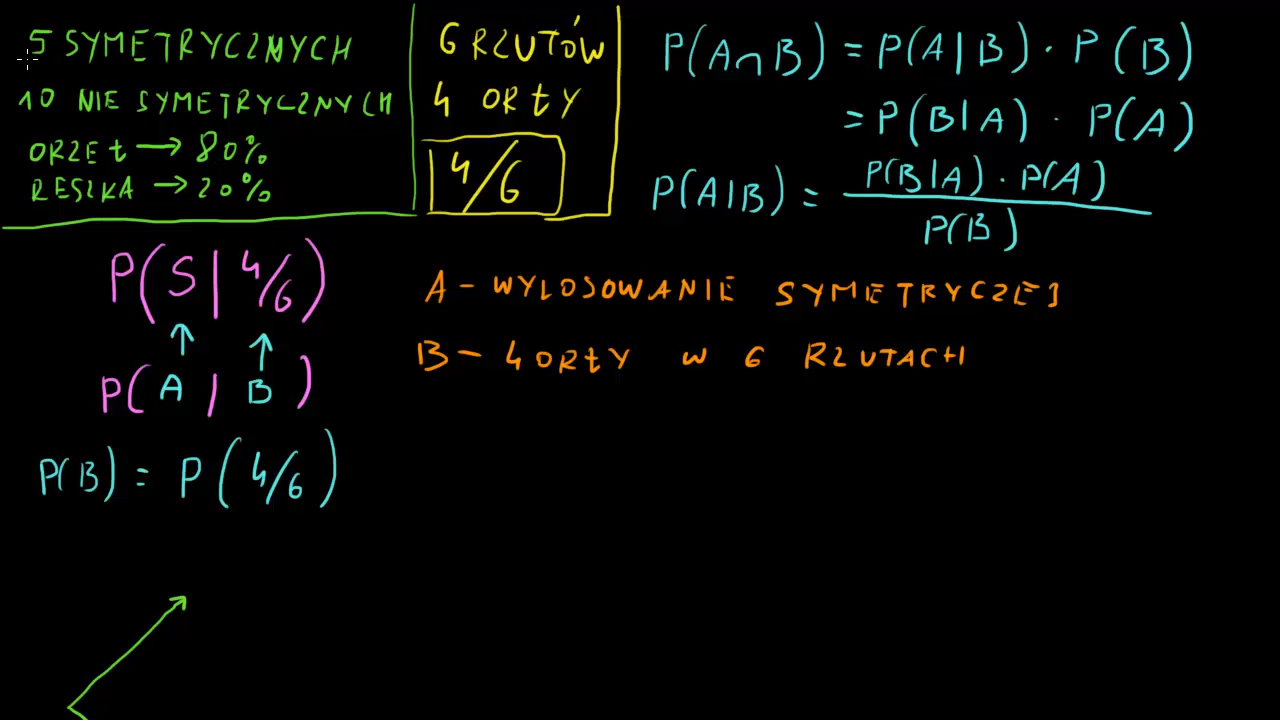 5 SYMETRYCZNYCH
10 NIE SYMETRYCZNYCH
ORZEŁ → 80%
RESZKA → 20%
6 RZUTÓW
4 ORŁY
4/6
P(A∩B) = P(A|B) · P(B)
= P(B|A) · P(A)
P(A|B) = P(B|A) · P(A) / P(B)
P(S | 4/6)
↑ ↑
P(A | B)
P(B) = P(4/6)
A - WYLOSOWANIE SYMETRYCZEJ
B - 4 ORŁY W 6 RZUTACH